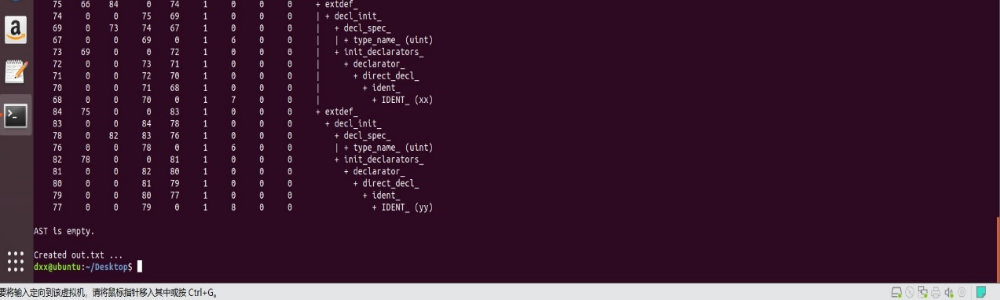 75 66 84 0 74 1 0 0 0 + extdef_
74 0 0 75 69 1 0 0 0 | + decl_init_
69 0 73 74 67 1 0 0 0 | + decl_spec_
67 0 0 69 0 1 6 0 0 | | + type_name_ (uint)
73 69 0 0 72 1 0 0 0 | + init_declarators_
72 0 0 73 71 1 0 0 0 | + declarator_
71 0 0 72 70 1 0 0 0 | + direct_decl_
70 0 0 71 68 1 0 0 0 | + ident_
68 0 0 70 0 1 7 0 0 | + IDENT_ (xx)
84 75 0 0 83 1 0 0 0 + extdef_
83 0 0 84 78 1 0 0 0 + decl_init_
78 0 82 83 76 1 0 0 0 + decl_spec_
76 0 0 78 0 1 6 0 0 | + type_name_ (uint)
82 78 0 0 81 1 0 0 0 + init_declarators_
81 0 0 82 80 1 0 0 0 + declarator_
80 0 0 81 79 1 0 0 0 + direct_decl_
79 0 0 80 77 1 0 0 0 + ident_
77 0 0 79 0 1 8 0 0 + IDENT_ (yy)
AST is empty.
Created out.txt ...
dxx@ubuntu:~/Desktop$
要将输入定向到该虚拟机，请将鼠标指针移入其中或按 Ctrl+G。